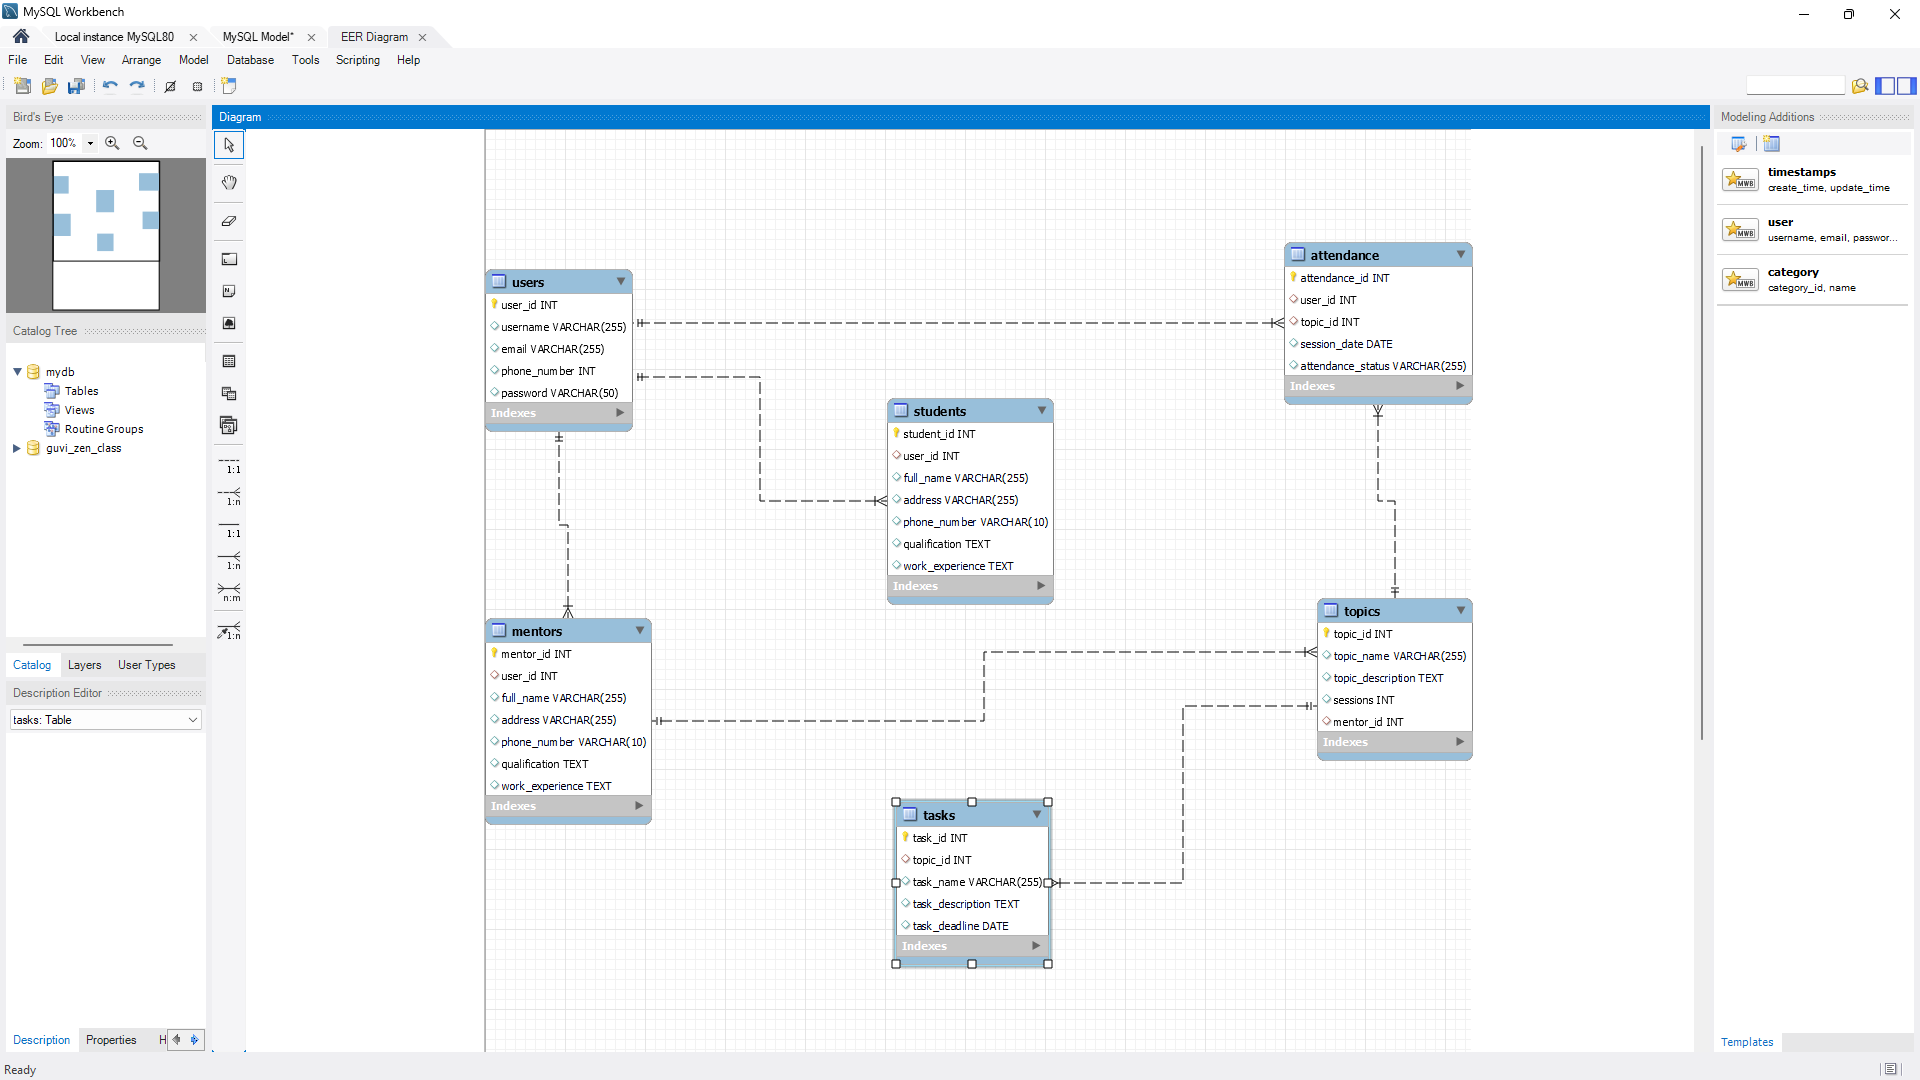 MySQL Workbench
Local instance MySQL80
MySQL Model*
EER Diagram
File Edit View Arrange Model Database Tools Scripting Help
Bird's Eye
Zoom: 100%
Catalog Tree
mydb
Tables
Views
Routine Groups
guvi_zen_class
Catalog Layers User Types
Description Editor
tasks: Table
Description Properties H
Ready
Diagram
1:1
1:n
1:1
1:n
n:m
1:n
users
user_id INT
username VARCHAR(255)
email VARCHAR(255)
phone_number INT
password VARCHAR(50)
Indexes
mentors
mentor_id INT
user_id INT
full_name VARCHAR(255)
address VARCHAR(255)
phone_number VARCHAR(10)
qualification TEXT
work_experience TEXT
Indexes
students
student_id INT
user_id INT
full_name VARCHAR(255)
address VARCHAR(255)
phone_number VARCHAR(10)
qualification TEXT
work_experience TEXT
Indexes
tasks
task_id INT
topic_id INT
task_name VARCHAR(255)
task_description TEXT
task_deadline DATE
Indexes
attendance
attendance_id INT
user_id INT
topic_id INT
session_date DATE
attendance_status VARCHAR(255)
Indexes
topics
topic_id INT
topic_name VARCHAR(255)
topic_description TEXT
sessions INT
mentor_id INT
Indexes
Modeling Additions
MWB
timestamps
create_time, update_time
MWB
user
username, email, passwor...
MWB
category
category_id, name
Templates